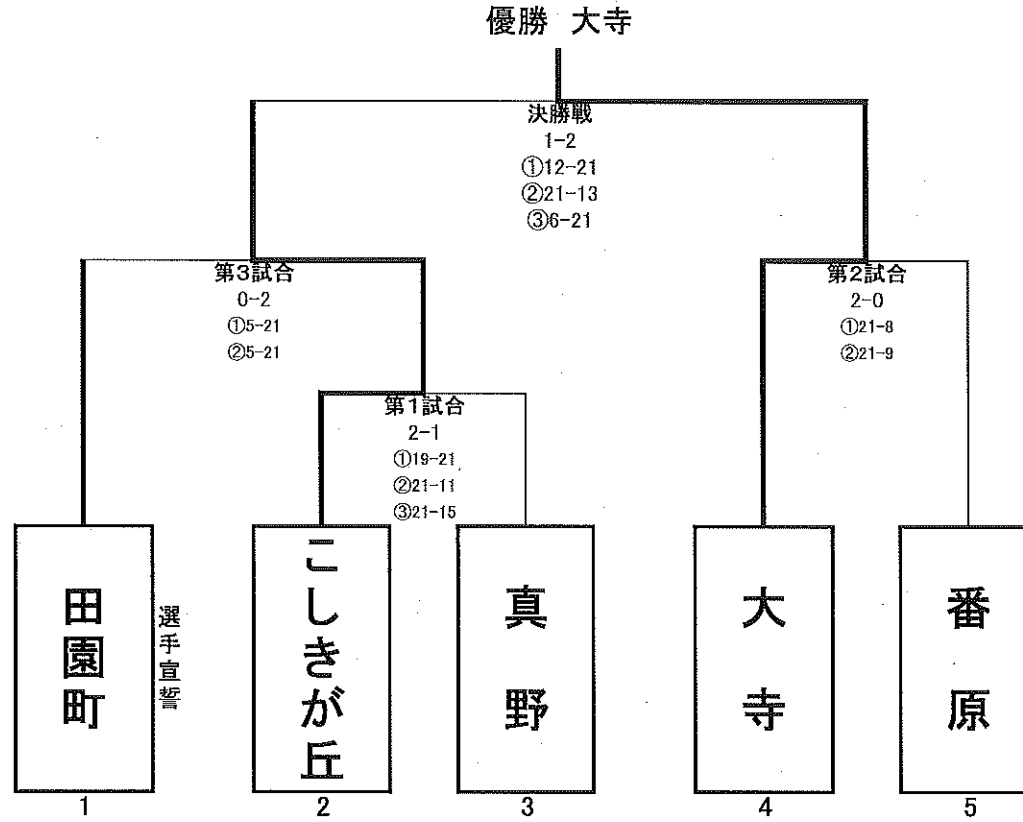 優勝 大寺
決勝戦
1-2
①12-21
②21-13
③6-21
第3試合
0-2
①5-21
②5-21
第2試合
2-0
①21-8
②21-9
第1試合
2-1
①19-21
②21-11
③21-15
田園町
選手宣誓
こしきが丘
真野
大寺
番原
1
2
3
4
5